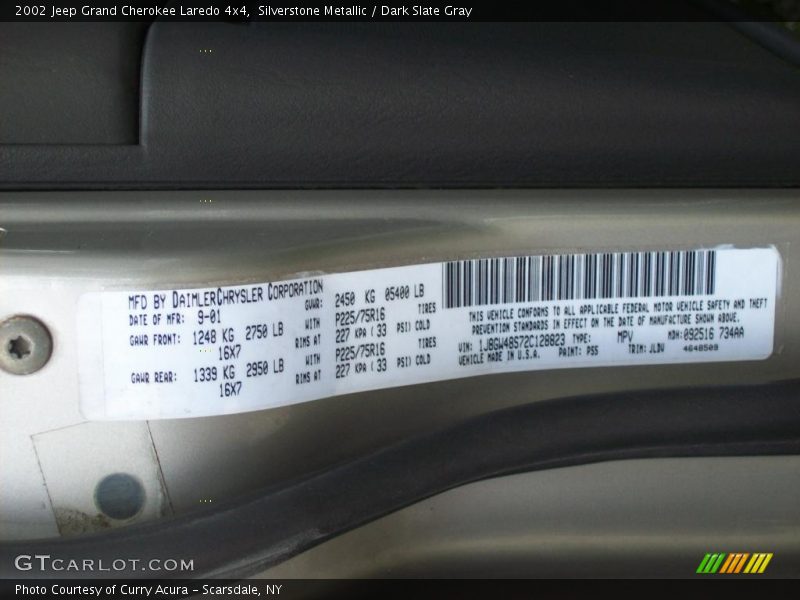 2002 Jeep Grand Cherokee Laredo 4x4, Silverstone Metallic / Dark Slate Gray
MFD BY DAIMLERCHRYSLER CORPORATION
DATE OF MFR: 9-01 GVWR: 2450 KG 05400 LB
GAWR FRONT: 1248 KG 2750 LB WITH P225/75R16 TIRES
16X7 RIMS AT 227 KPA ( 33 PSI) COLD
GAWR REAR: 1339 KG 2950 LB WITH P225/75R16 TIRES
16X7 RIMS AT 227 KPA ( 33 PSI) COLD
THIS VEHICLE CONFORMS TO ALL APPLICABLE FEDERAL MOTOR VEHICLE SAFETY AND THEFT
PREVENTION STANDARDS IN EFFECT ON THE DATE OF MANUFACTURE SHOWN ABOVE.
VIN: 1J8GW48S72C128823 TYPE: MPV MDH: 092516 734AA
VEHICLE MADE IN U.S.A. PAINT: PS5 TRIM: JLDV 4648509
GTCARLOT.COM
Photo Courtesy of Curry Acura - Scarsdale, NY